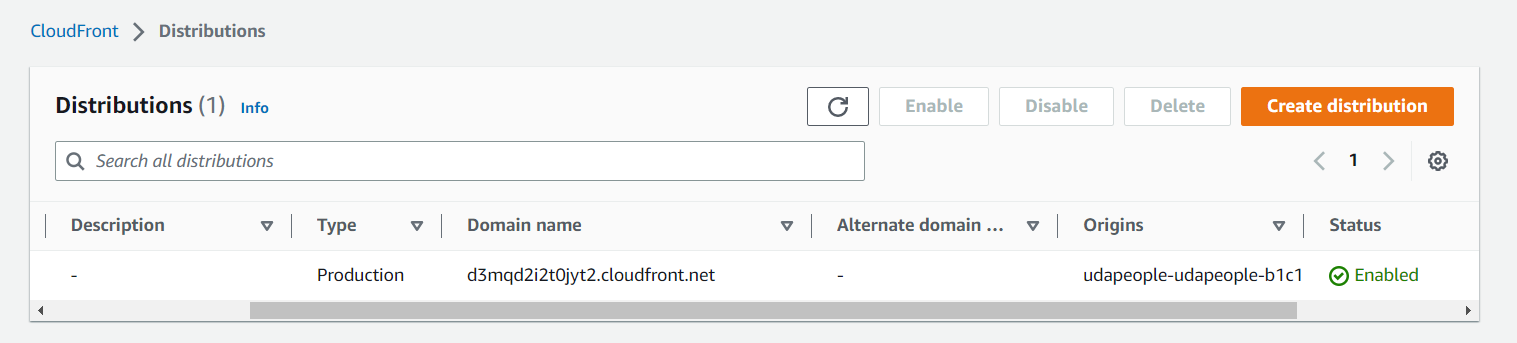 CloudFront > Distributions
Distributions (1) Info
Enable Disable Delete Create distribution
Search all distributions
1
Description Type Domain name Alternate domain ... Origins Status
- Production d3mqd2i2t0jyt2.cloudfront.net - udapeople-udapeople-b1c1 Enabled